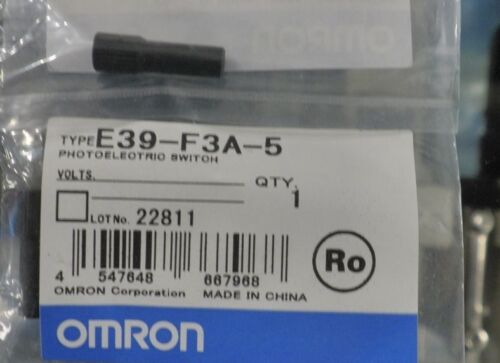 OMRON
TYPE E39-F3A-5
PHOTOELECTRIC SWITCH
VOLTS.
QTY.
1
LOT No. 22811
4 547648 667968
Ro
OMRON Corporation MADE IN CHINA
OMRON